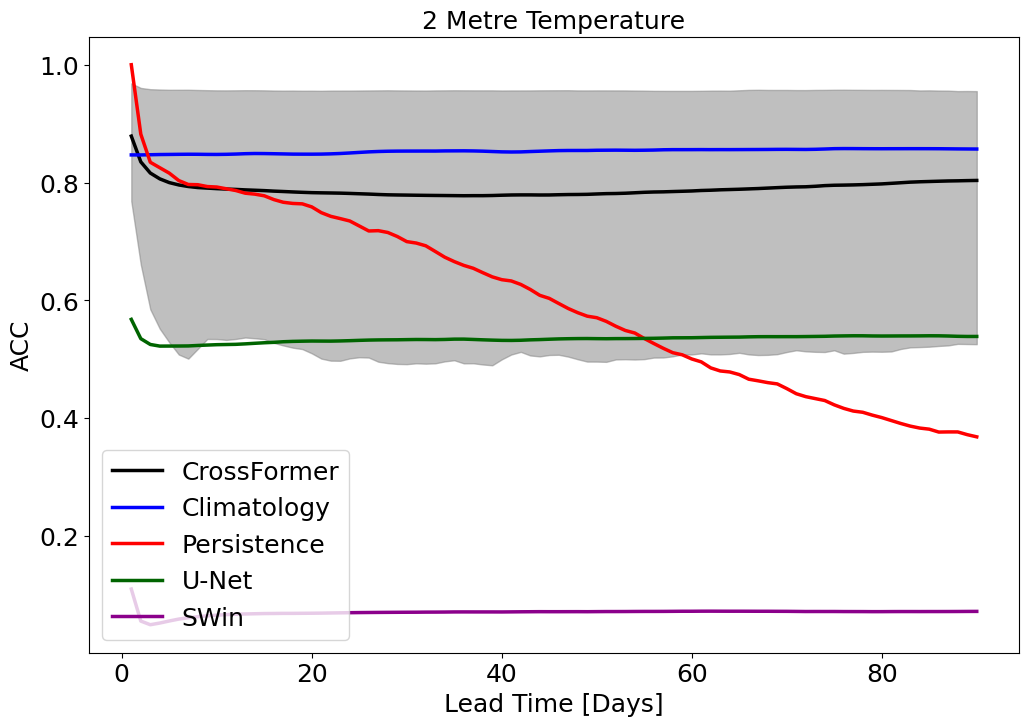 2 Metre Temperature
ACC
1.0
0.8
0.6
0.4
0.2
CrossFormer
Climatology
Persistence
U-Net
SWin
0
20
40
60
80
Lead Time [Days]